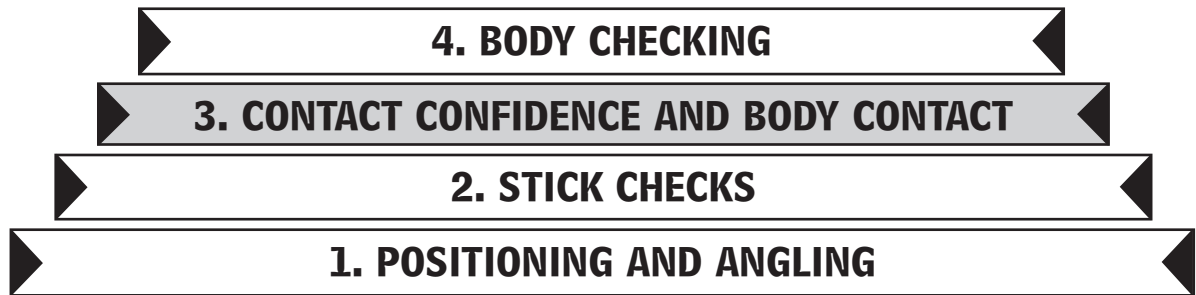 4. BODY CHECKING
3. CONTACT CONFIDENCE AND BODY CONTACT
2. STICK CHECKS
1. POSITIONING AND ANGLING